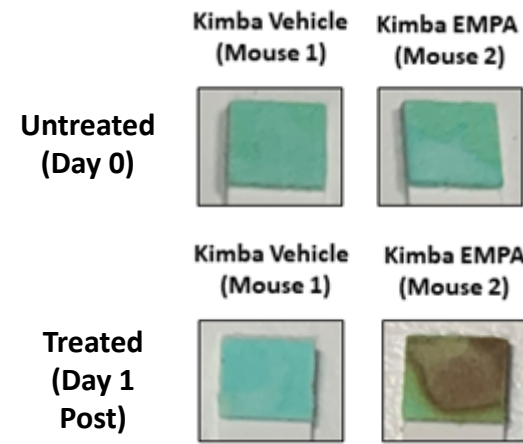 Kimba Vehicle
(Mouse 1)
Kimba EMPA
(Mouse 2)
Untreated
(Day 0)
Kimba Vehicle
(Mouse 1)
Kimba EMPA
(Mouse 2)
Treated
(Day 1
Post)